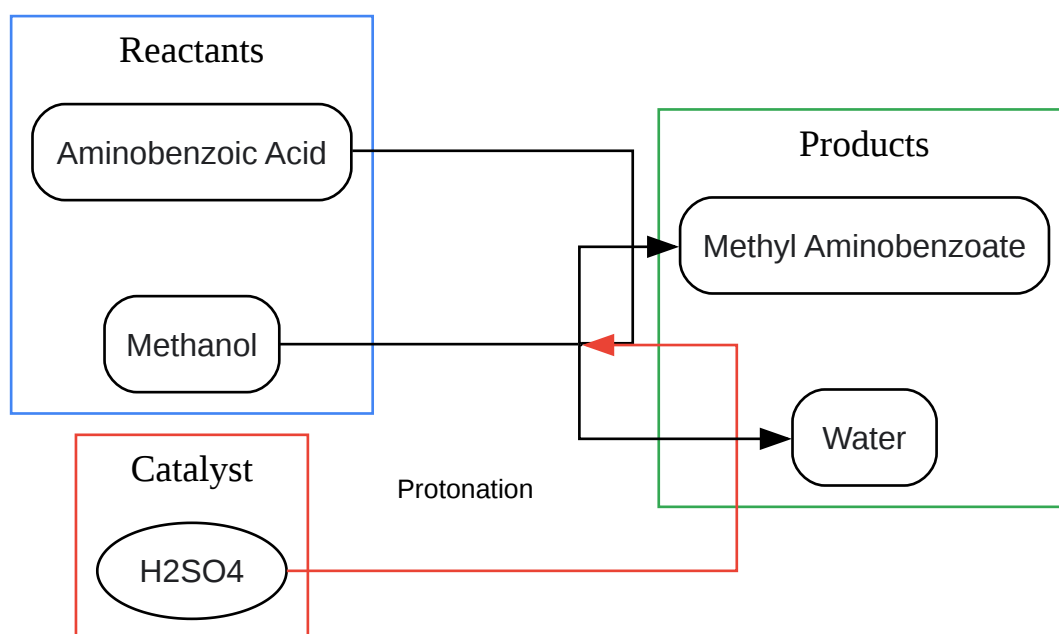 Reactants
Aminobenzoic Acid
Methanol
Products
Methyl Aminobenzoate
Water
Catalyst
H2SO4
Protonation